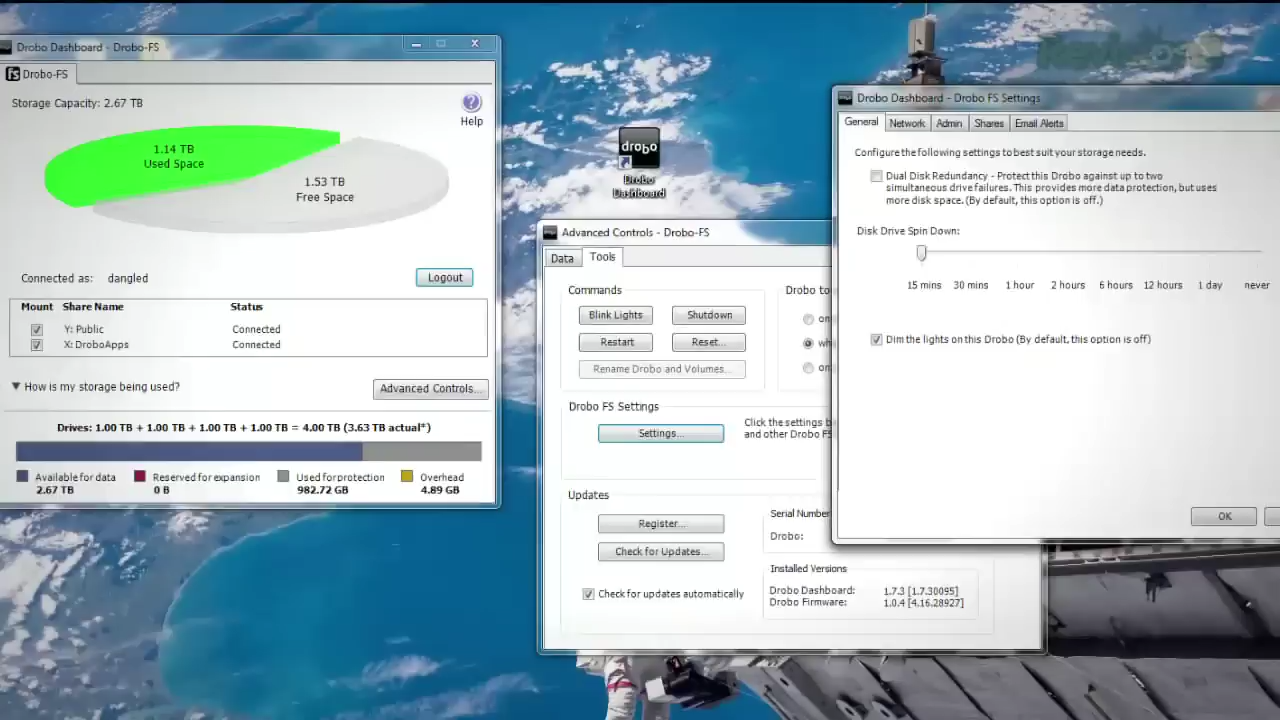 Drobo Dashboard - Drobo-FS
Drobo-FS
Storage Capacity: 2.67 TB
Help
1.14 TB
Used Space
1.53 TB
Free Space
Connected as: dangled
Logout
Mount Share Name Status
Y: Public Connected
X: DroboApps Connected
How is my storage being used?
Advanced Controls...
Drives: 1.00 TB + 1.00 TB + 1.00 TB + 1.00 TB = 4.00 TB (3.63 TB actual*)
Available for data Reserved for expansion Used for protection Overhead
2.67 TB 0 B 982.72 GB 4.89 GB
drobo
Drobo
Dashboard
Advanced Controls - Drobo-FS
Data Tools
Commands
Blink Lights Shutdown
Restart Reset...
Rename Drobo and Volumes...
Drobo to
on
wh
on
Drobo FS Settings
Settings...
Click the settings b
and other Drobo FS
Updates
Register...
Check for Updates...
Check for updates automatically
Serial Number
Drobo:
Installed Versions
Drobo Dashboard: 1.7.3 [1.7.30095]
Drobo Firmware: 1.0.4 [4.16.28927]
Drobo Dashboard - Drobo FS Settings
General Network Admin Shares Email Alerts
Configure the following settings to best suit your storage needs.
Dual Disk Redundancy - Protect this Drobo against up to two
simultaneous drive failures. This provides more data protection, but uses
more disk space. (By default, this option is off.)
Disk Drive Spin Down:
15 mins 30 mins 1 hour 2 hours 6 hours 12 hours 1 day never
Dim the lights on this Drobo (By default, this option is off)
OK